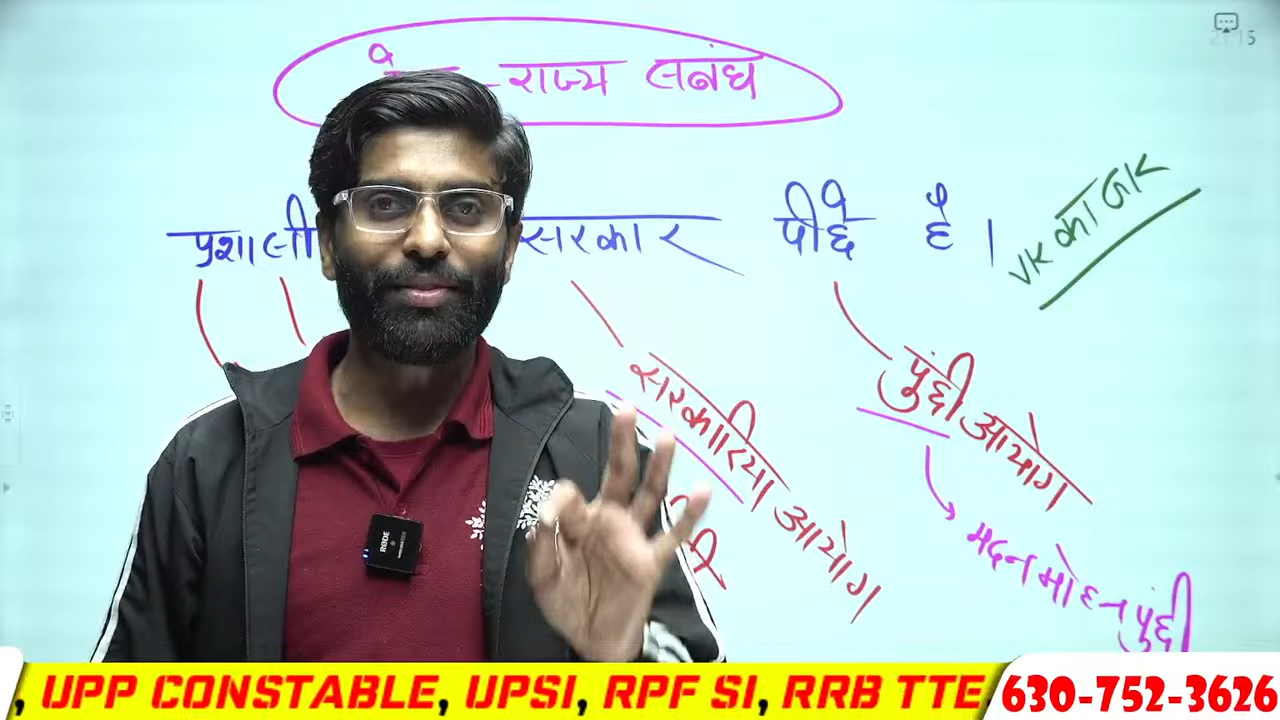 -राज्य सबंध
प्रशाली सरकार पीछे है।
VK का जार
सरकारिया आयोग
पुंछी आयोग
मदन मोहन पुंछी
, UPP CONSTABLE, UPSI, RPF SI, RRB TTE,
630-752-3626
RØDE